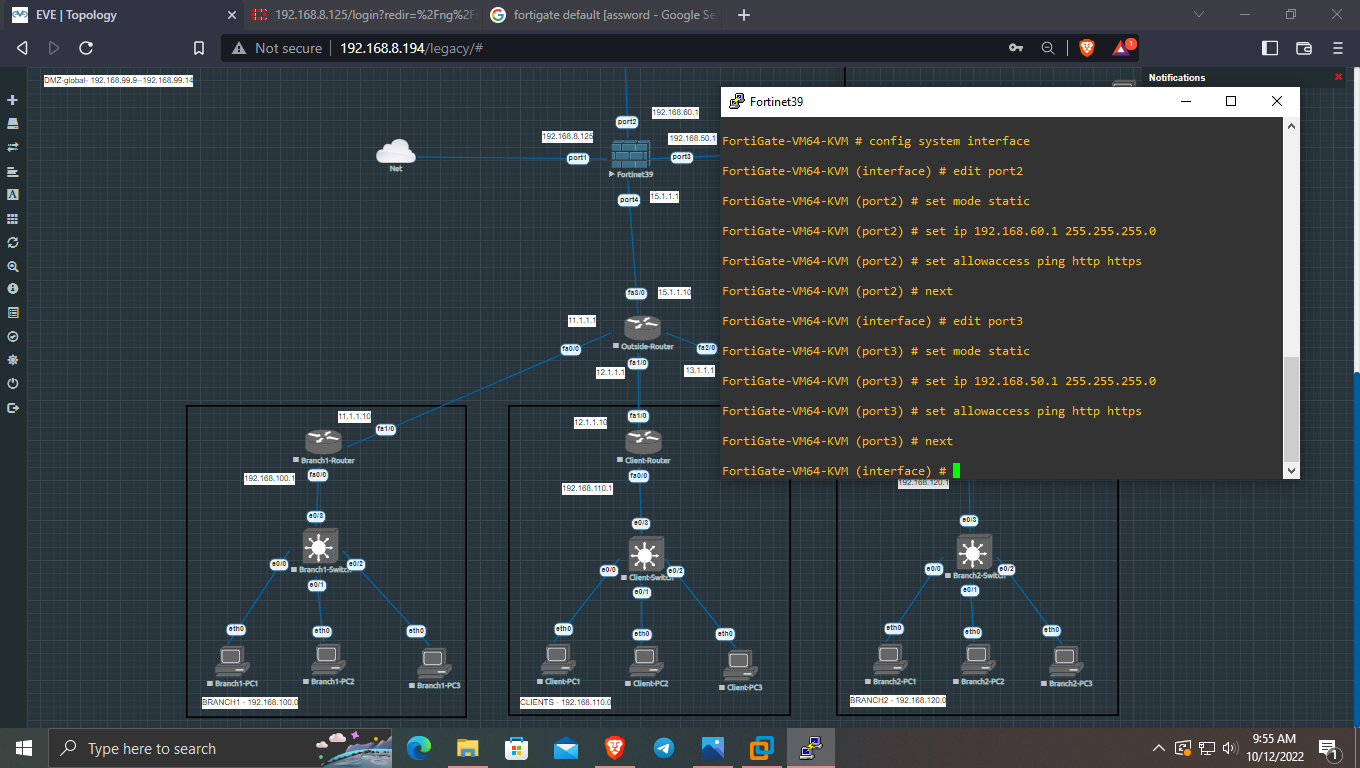 EVE | Topology
192.168.8.125/login?redir=%2Fng%2F
fortigate default [assword - Google Se
Not secure
192.168.8.194/legacy/#
1
DMZ-global- 192.168.99.9--192.168.99.14
Notifications
Fortinet39
FortiGate-VM64-KVM # config system interface
FortiGate-VM64-KVM (interface) # edit port2
FortiGate-VM64-KVM (port2) # set mode static
FortiGate-VM64-KVM (port2) # set ip 192.168.60.1 255.255.255.0
FortiGate-VM64-KVM (port2) # set allowaccess ping http https
FortiGate-VM64-KVM (port2) # next
FortiGate-VM64-KVM (interface) # edit port3
FortiGate-VM64-KVM (port3) # set mode static
FortiGate-VM64-KVM (port3) # set ip 192.168.50.1 255.255.255.0
FortiGate-VM64-KVM (port3) # set allowaccess ping http https
FortiGate-VM64-KVM (port3) # next
FortiGate-VM64-KVM (interface) #
192.168.60.1
port2
192.168.8.125
192.168.50.1
port1
port3
Net
Fortinet39
port4
15.1.1.1
fa3/0
15.1.1.10
11.1.1.1
Outside-Router
fa0/0
fa2/0
fa1/0
12.1.1.1
13.1.1.1
11.1.1.10
fa1/0
Branch1-Router
192.168.100.1
fa0/0
e0/3
Branch1-Switch
e0/0
e0/2
e0/1
eth0
eth0
eth0
Branch1-PC1
Branch1-PC2
Branch1-PC3
BRANCH1 - 192.168.100.0
fa1/0
12.1.1.10
Client-Router
fa0/0
192.168.110.1
e0/3
Client-Switch
e0/0
e0/2
e0/1
eth0
eth0
eth0
Client-PC1
Client-PC2
Client-PC3
CLIENTS - 192.168.110.0
192.168.120.1
e0/3
Branch2-Switch
e0/0
e0/2
e0/1
eth0
eth0
eth0
Branch2-PC1
Branch2-PC2
Branch2-PC3
BRANCH2 - 192.168.120.0
Type here to search
9:55 AM
10/12/2022
1